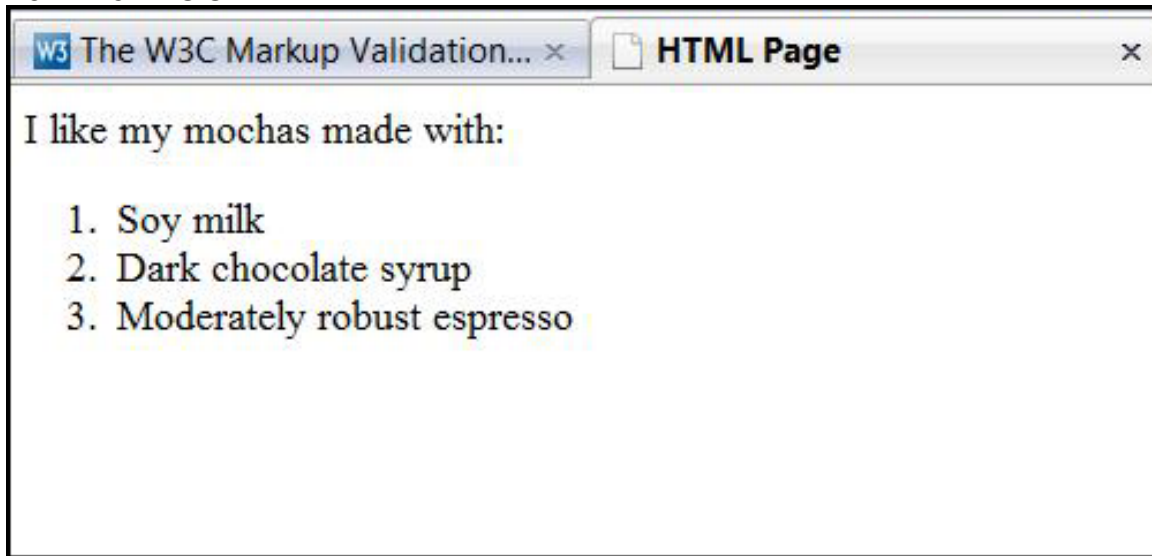 W3 The W3C Markup Validation... × HTML Page ×
I like my mochas made with:
1. Soy milk
2. Dark chocolate syrup
3. Moderately robust espresso